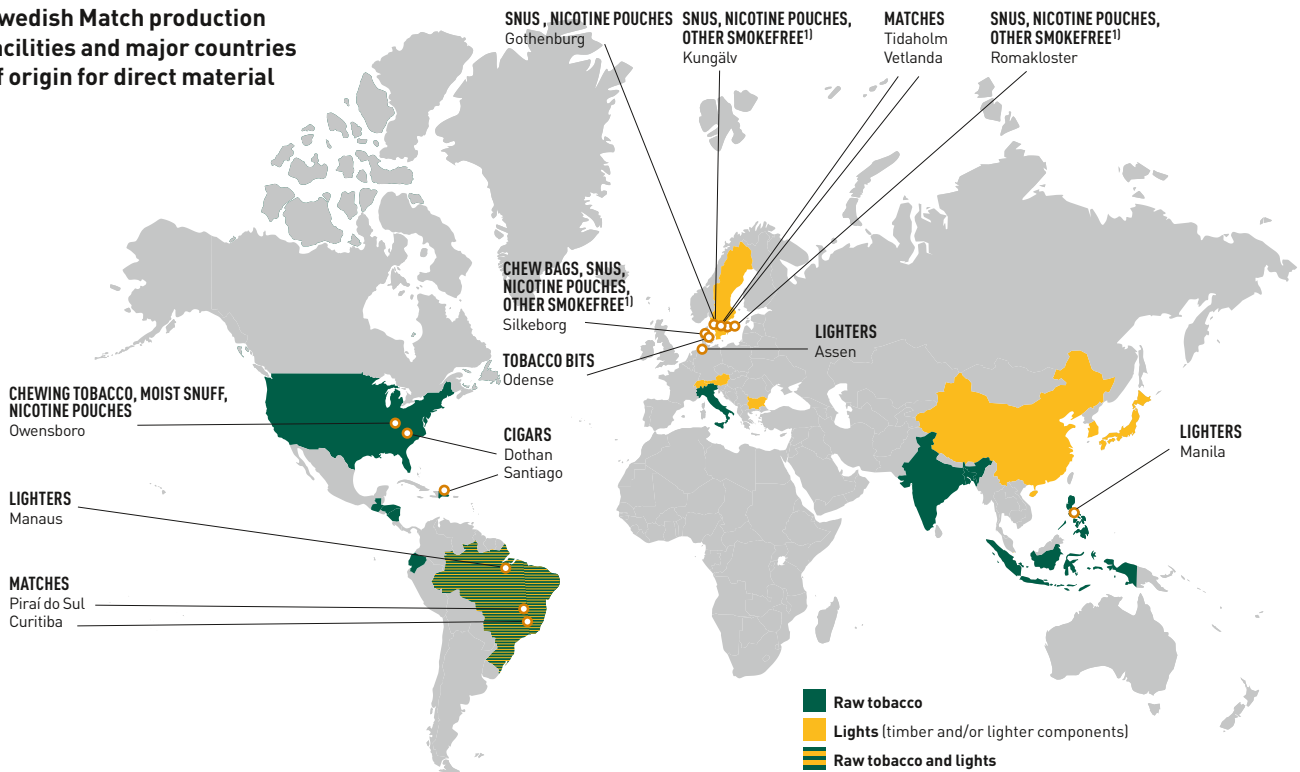 wedish Match production
acilities and major countries
f origin for direct material
SNUS , NICOTINE POUCHES
Gothenburg
SNUS, NICOTINE POUCHES,
OTHER SMOKEFREE1)
Kungälv
MATCHES
Tidaholm
Vetlanda
SNUS, NICOTINE POUCHES,
OTHER SMOKEFREE1)
Romakloster
CHEW BAGS, SNUS,
NICOTINE POUCHES,
OTHER SMOKEFREE1)
Silkeborg
LIGHTERS
Assen
TOBACCO BITS
Odense
CHEWING TOBACCO, MOIST SNUFF,
NICOTINE POUCHES
Owensboro
CIGARS
Dothan
Santiago
LIGHTERS
Manila
LIGHTERS
Manaus
MATCHES
Piraí do Sul
Curitiba
Raw tobacco
Lights (timber and/or lighter components)
Raw tobacco and lights